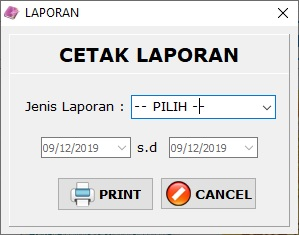 LAPORAN
CETAK LAPORAN
Jenis Laporan : -- PILIH --
09/12/2019 s.d 09/12/2019
PRINT CANCEL